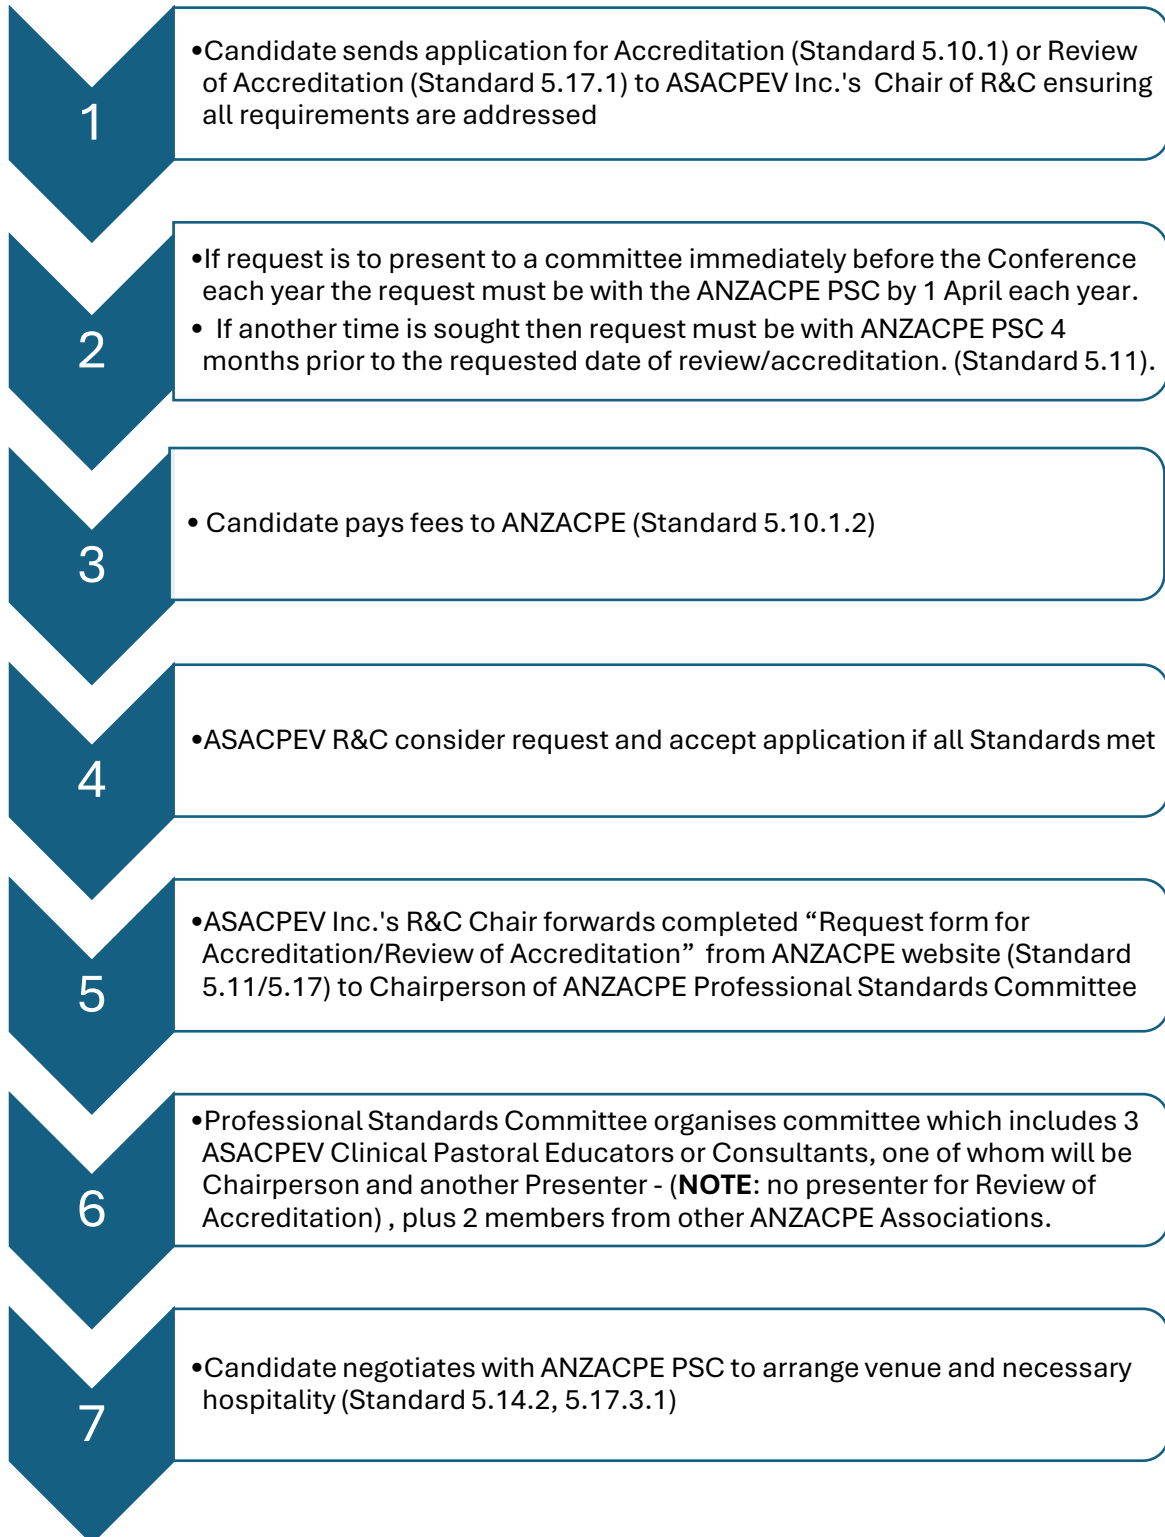 1
•Candidate sends application for Accreditation (Standard 5.10.1) or Review
of Accreditation (Standard 5.17.1) to ASACPEV Inc.'s Chair of R&C ensuring
all requirements are addressed
2
•If request is to present to a committee immediately before the Conference
each year the request must be with the ANZACPE PSC by 1 April each year.
• If another time is sought then request must be with ANZACPE PSC 4
months prior to the requested date of review/accreditation. (Standard 5.11).
3
• Candidate pays fees to ANZACPE (Standard 5.10.1.2)
4
•ASACPEV R&C consider request and accept application if all Standards met
5
•ASACPEV Inc.'s R&C Chair forwards completed “Request form for
Accreditation/Review of Accreditation” from ANZACPE website (Standard
5.11/5.17) to Chairperson of ANZACPE Professional Standards Committee
6
•Professional Standards Committee organises committee which includes 3
ASACPEV Clinical Pastoral Educators or Consultants, one of whom will be
Chairperson and another Presenter - (NOTE: no presenter for Review of
Accreditation) , plus 2 members from other ANZACPE Associations.
7
•Candidate negotiates with ANZACPE PSC to arrange venue and necessary
hospitality (Standard 5.14.2, 5.17.3.1)